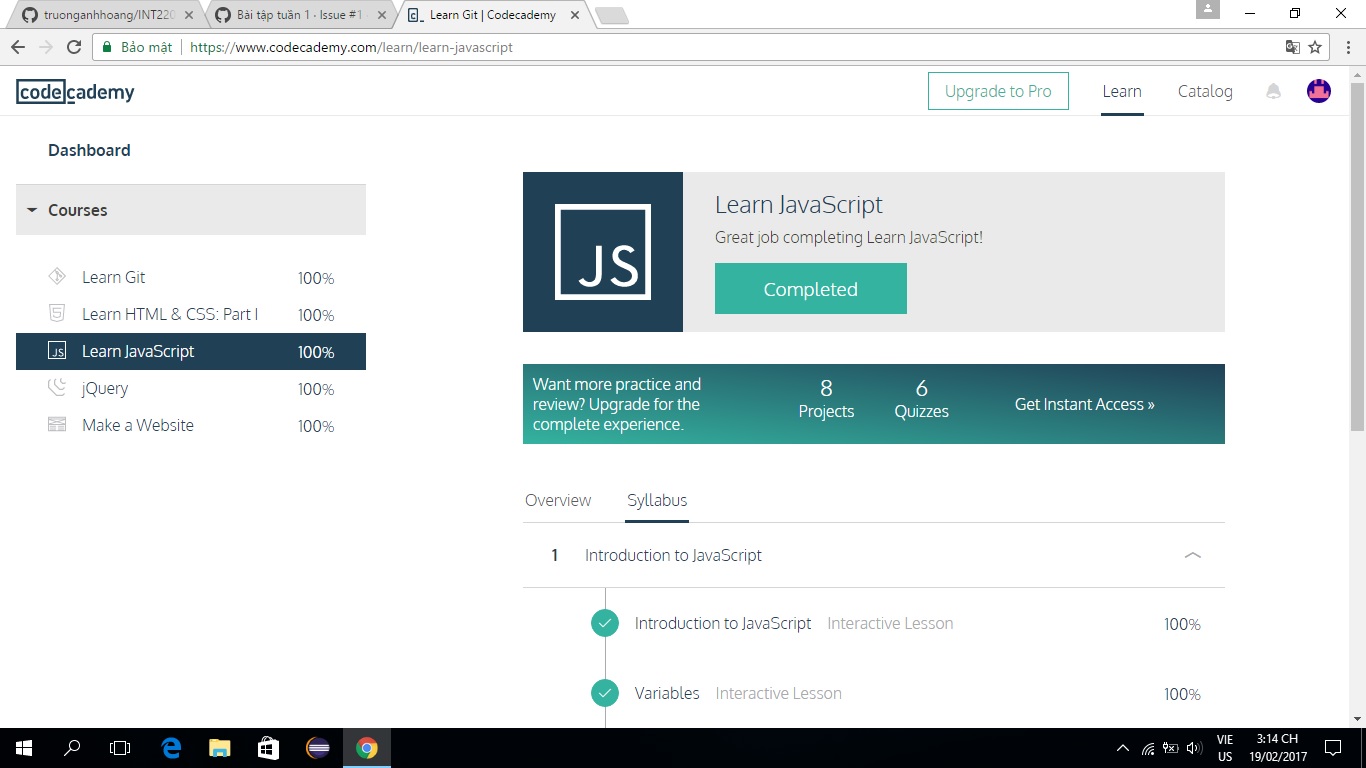 truonganhhoang/INT220
Bài tập tuần 1 · Issue #1
Learn Git | Codecademy
Bảo mật
https://www.codecademy.com/learn/learn-javascript
codecademy
Upgrade to Pro
Learn
Catalog
Dashboard
Courses
Learn Git 100%
Learn HTML & CSS: Part I 100%
JS Learn JavaScript 100%
jQuery 100%
Make a Website 100%
JS
Learn JavaScript
Great job completing Learn JavaScript!
Completed
Want more practice and
review? Upgrade for the
complete experience.
8
Projects
6
Quizzes
Get Instant Access »
Overview
Syllabus
1 Introduction to JavaScript
Introduction to JavaScript Interactive Lesson 100%
Variables Interactive Lesson 100%
VIE
US
3:14 CH
19/02/2017